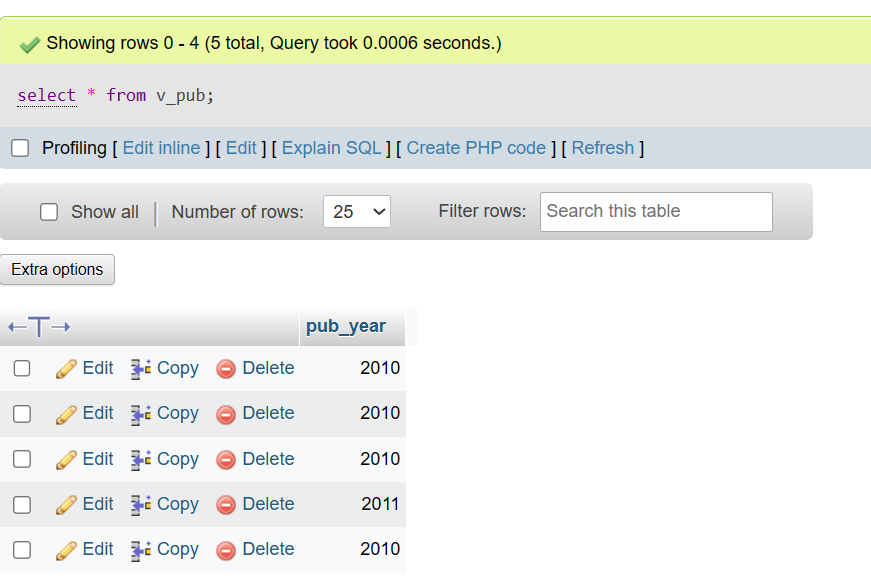 Showing rows 0 - 4 (5 total, Query took 0.0006 seconds.)
select * from v_pub;
Profiling [ Edit inline ] [ Edit ] [ Explain SQL ] [ Create PHP code ] [ Refresh ]
Show all Number of rows: 25 Filter rows: Search this table
Extra options
←T→ pub_year
Edit Copy Delete 2010
Edit Copy Delete 2010
Edit Copy Delete 2010
Edit Copy Delete 2011
Edit Copy Delete 2010